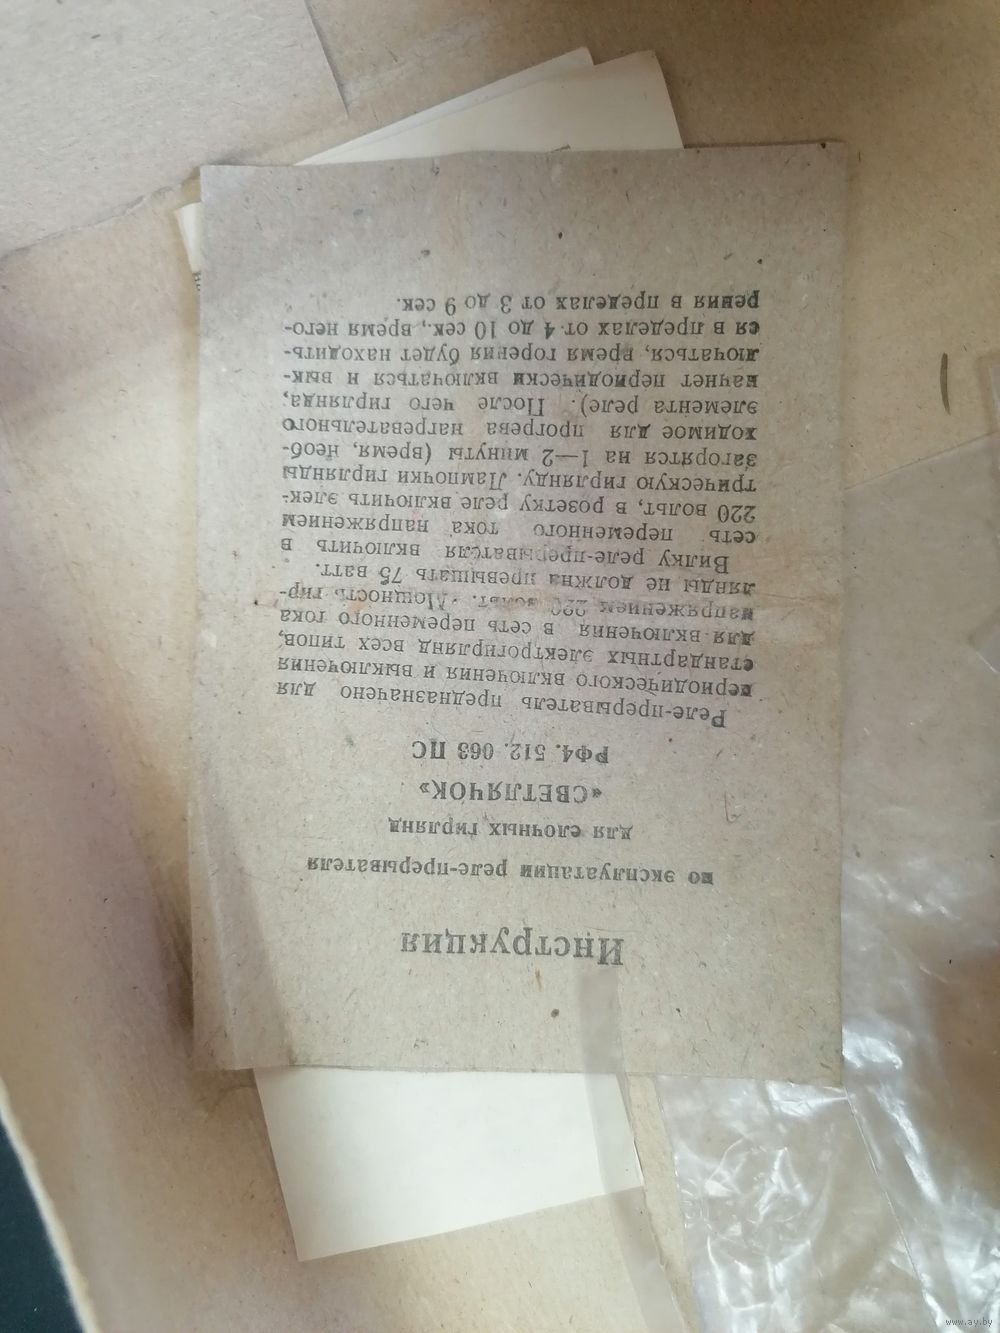 Инструкция
по эксплуатации реле-прерывателя
для елочных гирлянд
«СВЕТЛЯЧОК»
РФ4. 512. 063 ПС
Реле-прерыватель предназначено для
периодического включения и выключения
стандартных электрогирлянд всех типов,
для включения в сеть переменного тока
напряжением 220 вольт. Мощность гир-
лянды не должна превышать 75 ватт.
Вилку реле-прерывателя включить в
сеть переменного тока напряжением
220 вольт, в розетку реле включить элек-
трическую гирлянду. Лампочки гирлянды
загорятся на 1—2 минуты (время, необ-
ходимое для прогрева нагревательного
элемента реле). После чего гирлянда,
начнет периодически включаться и вык-
лючаться, время горения будет находить-
ся в пределах от 4 до 10 сек., время него-
рения в пределах от 3 до 9 сек.
www.ay.by